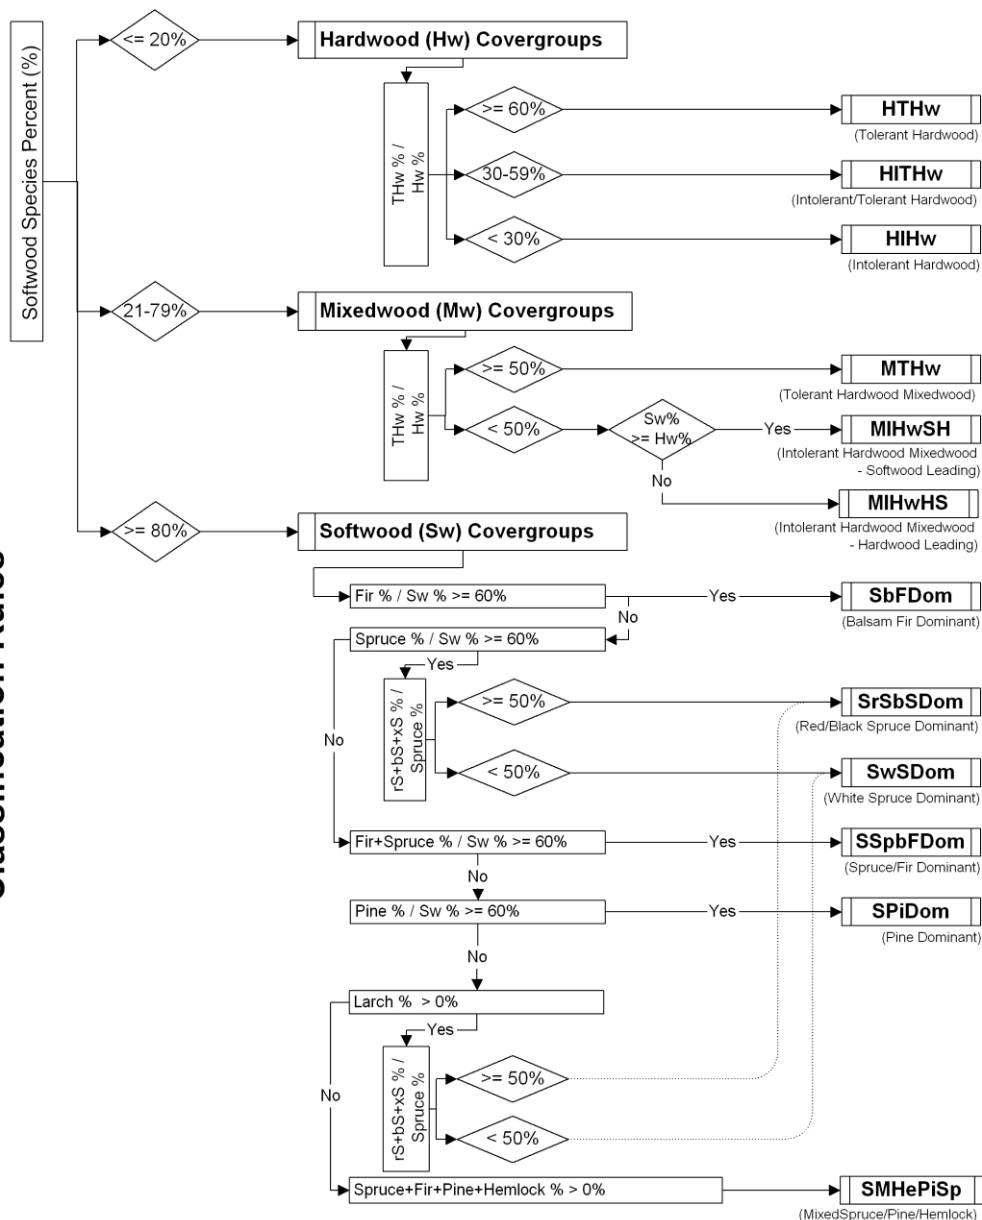 Softwood Species Percent (%)
<= 20%
Hardwood (Hw) Covergroups
THw % /
Hw %
>= 60%
HTHw
(Tolerant Hardwood)
30-59%
HITHw
(Intolerant/Tolerant Hardwood)
< 30%
HIHw
(Intolerant Hardwood)
21-79%
Mixedwood (Mw) Covergroups
THw % /
Hw %
>= 50%
MTHw
(Tolerant Hardwood Mixedwood)
< 50%
Sw%
>= Hw%
Yes
MIHwSH
(Intolerant Hardwood Mixedwood
- Softwood Leading)
No
MIHwHS
(Intolerant Hardwood Mixedwood
- Hardwood Leading)
>= 80%
Softwood (Sw) Covergroups
Fir % / Sw % >= 60%
Yes
SbFDom
(Balsam Fir Dominant)
No
Spruce % / Sw % >= 60%
Yes
rS+bS+xS % /
Spruce %
>= 50%
SrSbSDom
(Red/Black Spruce Dominant)
No
< 50%
SwSDom
(White Spruce Dominant)
Fir+Spruce % / Sw % >= 60%
Yes
SSpbFDom
(Spruce/Fir Dominant)
No
Pine % / Sw % >= 60%
Yes
SPiDom
(Pine Dominant)
No
Larch % > 0%
Yes
rS+bS+xS % /
Spruce %
>= 50%
No
< 50%
Spruce+Fir+Pine+Hemlock % > 0%
SMHePiSp
(MixedSpruce/Pine/Hemlock)